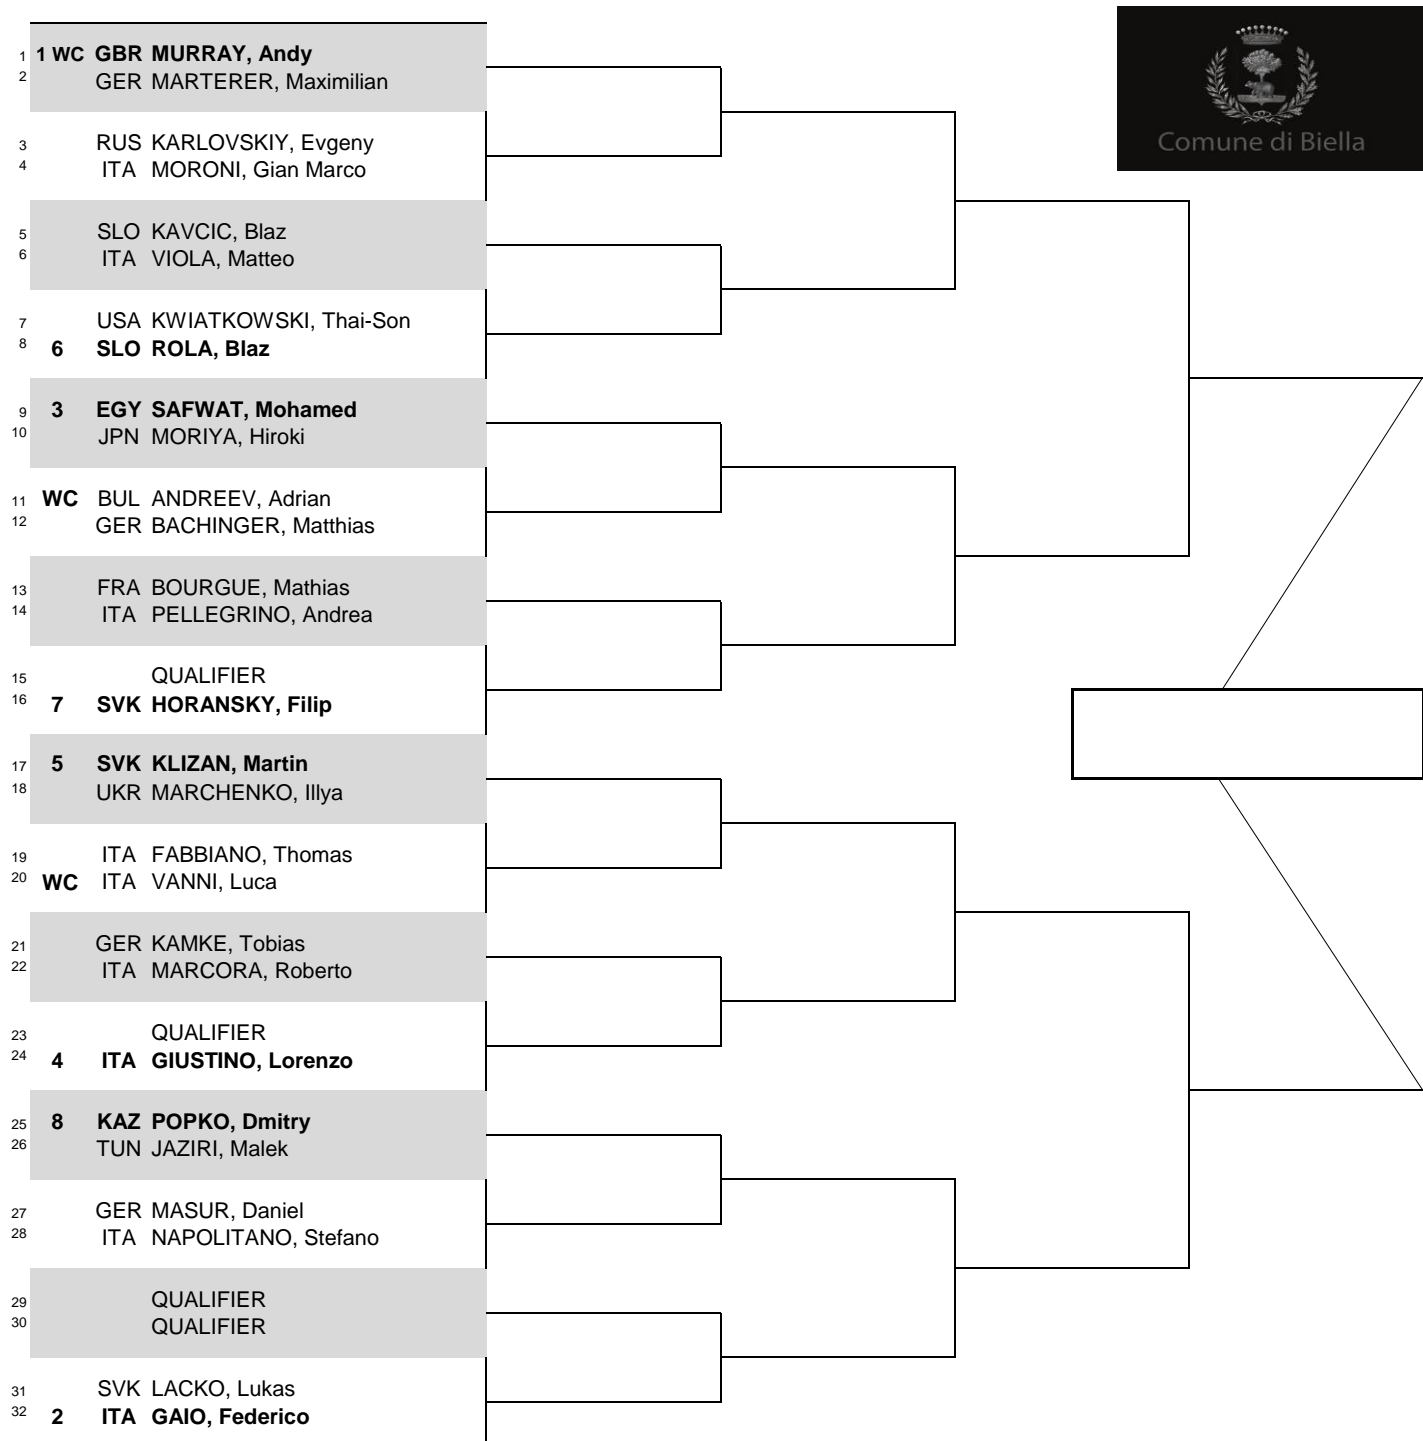 1 1 WC GBR MURRAY, Andy
2 GER MARTERER, Maximilian
Comune di Biella
3 RUS KARLOVSKIY, Evgeny
4 ITA MORONI, Gian Marco
5 SLO KAVCIC, Blaz
6 ITA VIOLA, Matteo
7 USA KWIATKOWSKI, Thai-Son
8 6 SLO ROLA, Blaz
9 3 EGY SAFWAT, Mohamed
10 JPN MORIYA, Hiroki
11 WC BUL ANDREEV, Adrian
12 GER BACHINGER, Matthias
13 FRA BOURGUE, Mathias
14 ITA PELLEGRINO, Andrea
15 QUALIFIER
16 7 SVK HORANSKY, Filip
17 5 SVK KLIZAN, Martin
18 UKR MARCHENKO, Illya
19 ITA FABBIANO, Thomas
20 WC ITA VANNI, Luca
21 GER KAMKE, Tobias
22 ITA MARCORA, Roberto
23 QUALIFIER
24 4 ITA GIUSTINO, Lorenzo
25 8 KAZ POPKO, Dmitry
26 TUN JAZIRI, Malek
27 GER MASUR, Daniel
28 ITA NAPOLITANO, Stefano
29 QUALIFIER
30 QUALIFIER
31 SVK LACKO, Lukas
32 2 ITA GAIO, Federico